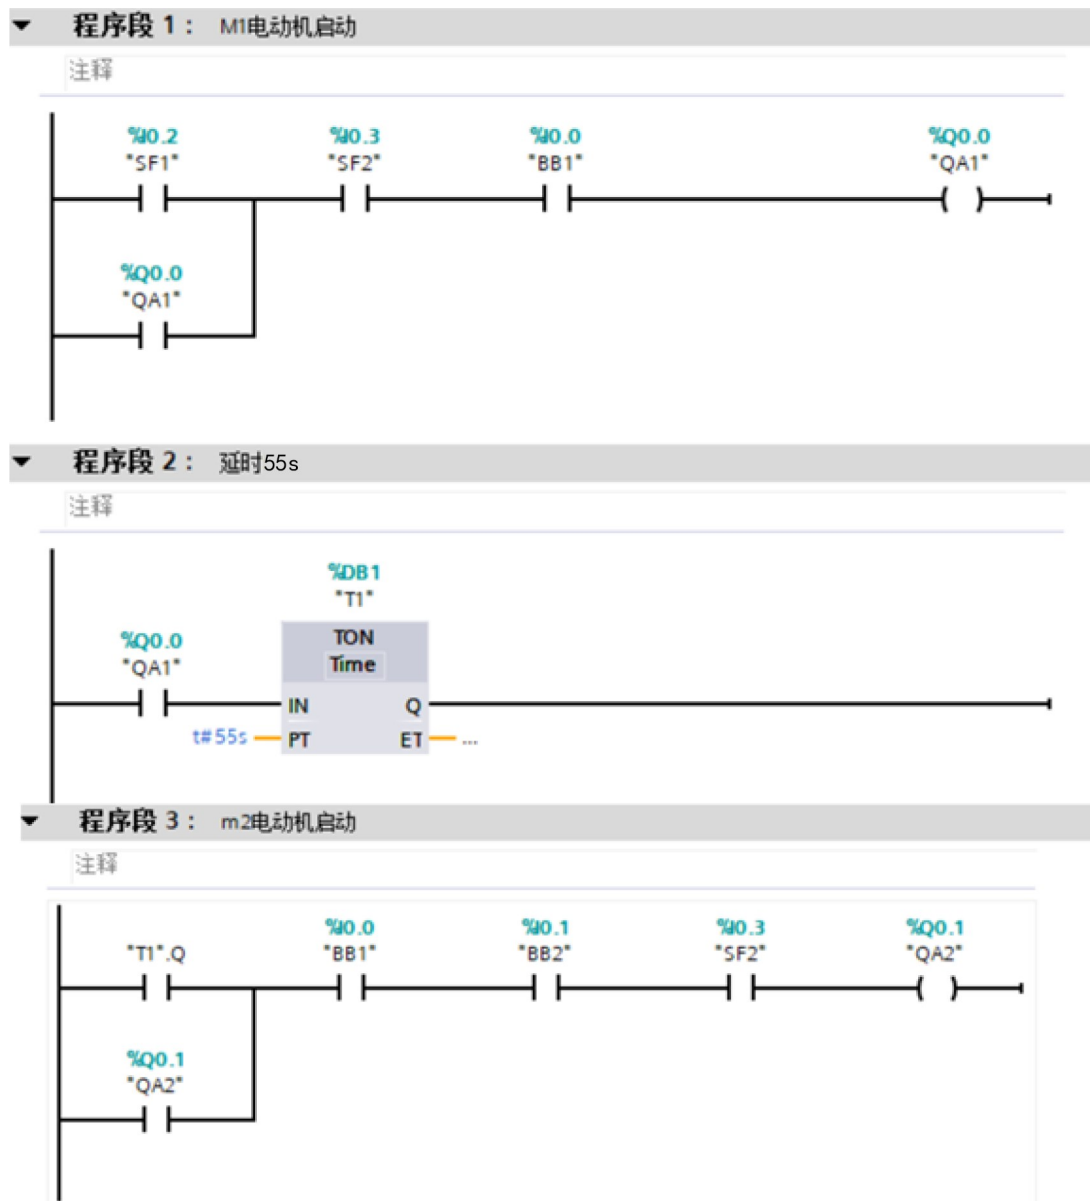 程序段 1： M1电动机启动
注释
%I0.2 %I0.3 %I0.0 %Q0.0
"SF1" "SF2" "BB1" "QA1"
%Q0.0
"QA1"
程序段 2： 延时55s
注释
%DB1
"T1"
TON
Time
%Q0.0
"QA1"
IN Q
t#55s PT ET ...
程序段 3： m2电动机启动
注释
%I0.0 %I0.1 %I0.3 %Q0.1
"T1".Q "BB1" "BB2" "SF2" "QA2"
%Q0.1
"QA2"